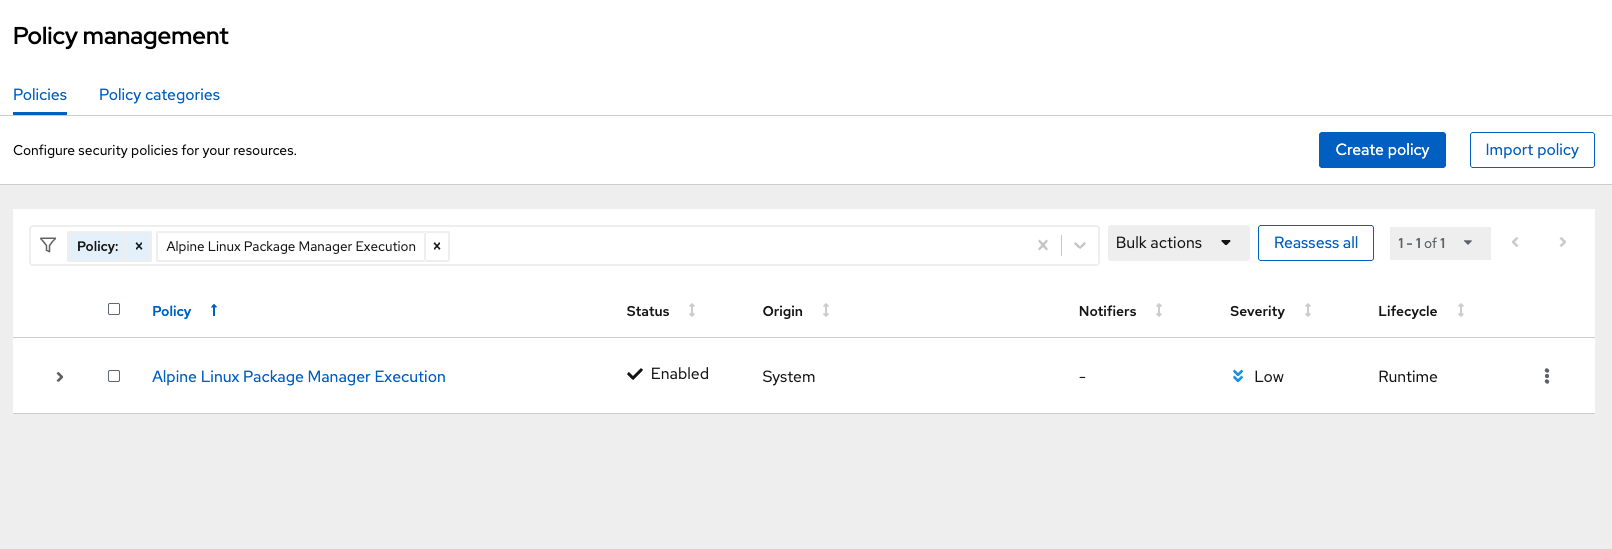 Policy management
Policies Policy categories
Configure security policies for your resources. Create policy Import policy
Policy: × Alpine Linux Package Manager Execution × × Bulk actions Reassess all 1 - 1 of 1
Policy Status Origin Notifiers Severity Lifecycle
Alpine Linux Package Manager Execution Enabled System - Low Runtime